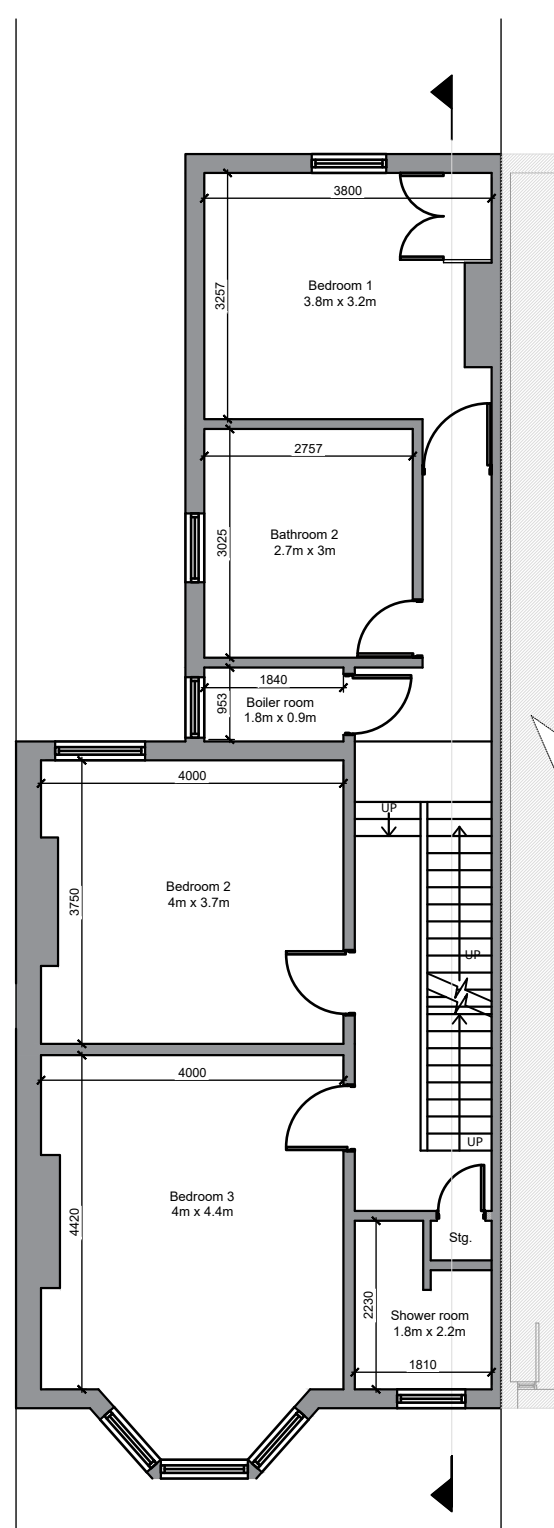 3800
3257
Bedroom 1
3.8m x 3.2m
2757
3025
Bathroom 2
2.7m x 3m
1840
953
Boiler room
1.8m x 0.9m
4000
UP
3750
Bedroom 2
4m x 3.7m
UP
4000
UP
4420
Bedroom 3
4m x 4.4m
Stg.
2230
Shower room
1.8m x 2.2m
1810